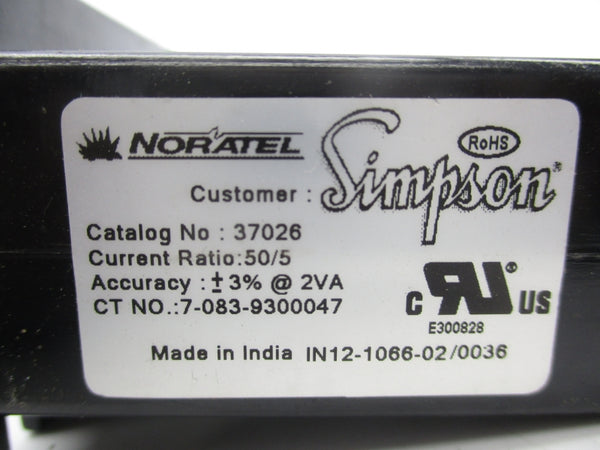 NORATEL
Simpson®
RoHS
Customer :
Catalog No : 37026
Current Ratio:50/5
Accuracy : ± 3% @ 2VA
CT NO.:7-083-9300047
C RU® US
E300828
Made in India IN12-1066-02/0036